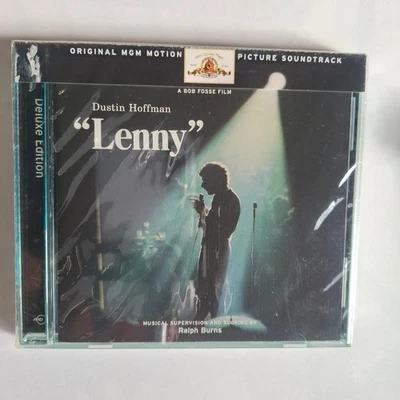 ORIGINAL MGM MOTION PICTURE SOUNDTRACK
A BOB FOSSE FILM
Dustin Hoffman
“Lenny”
Deluxe Edition
MUSICAL SUPERVISION AND SCORING BY
Ralph Burns